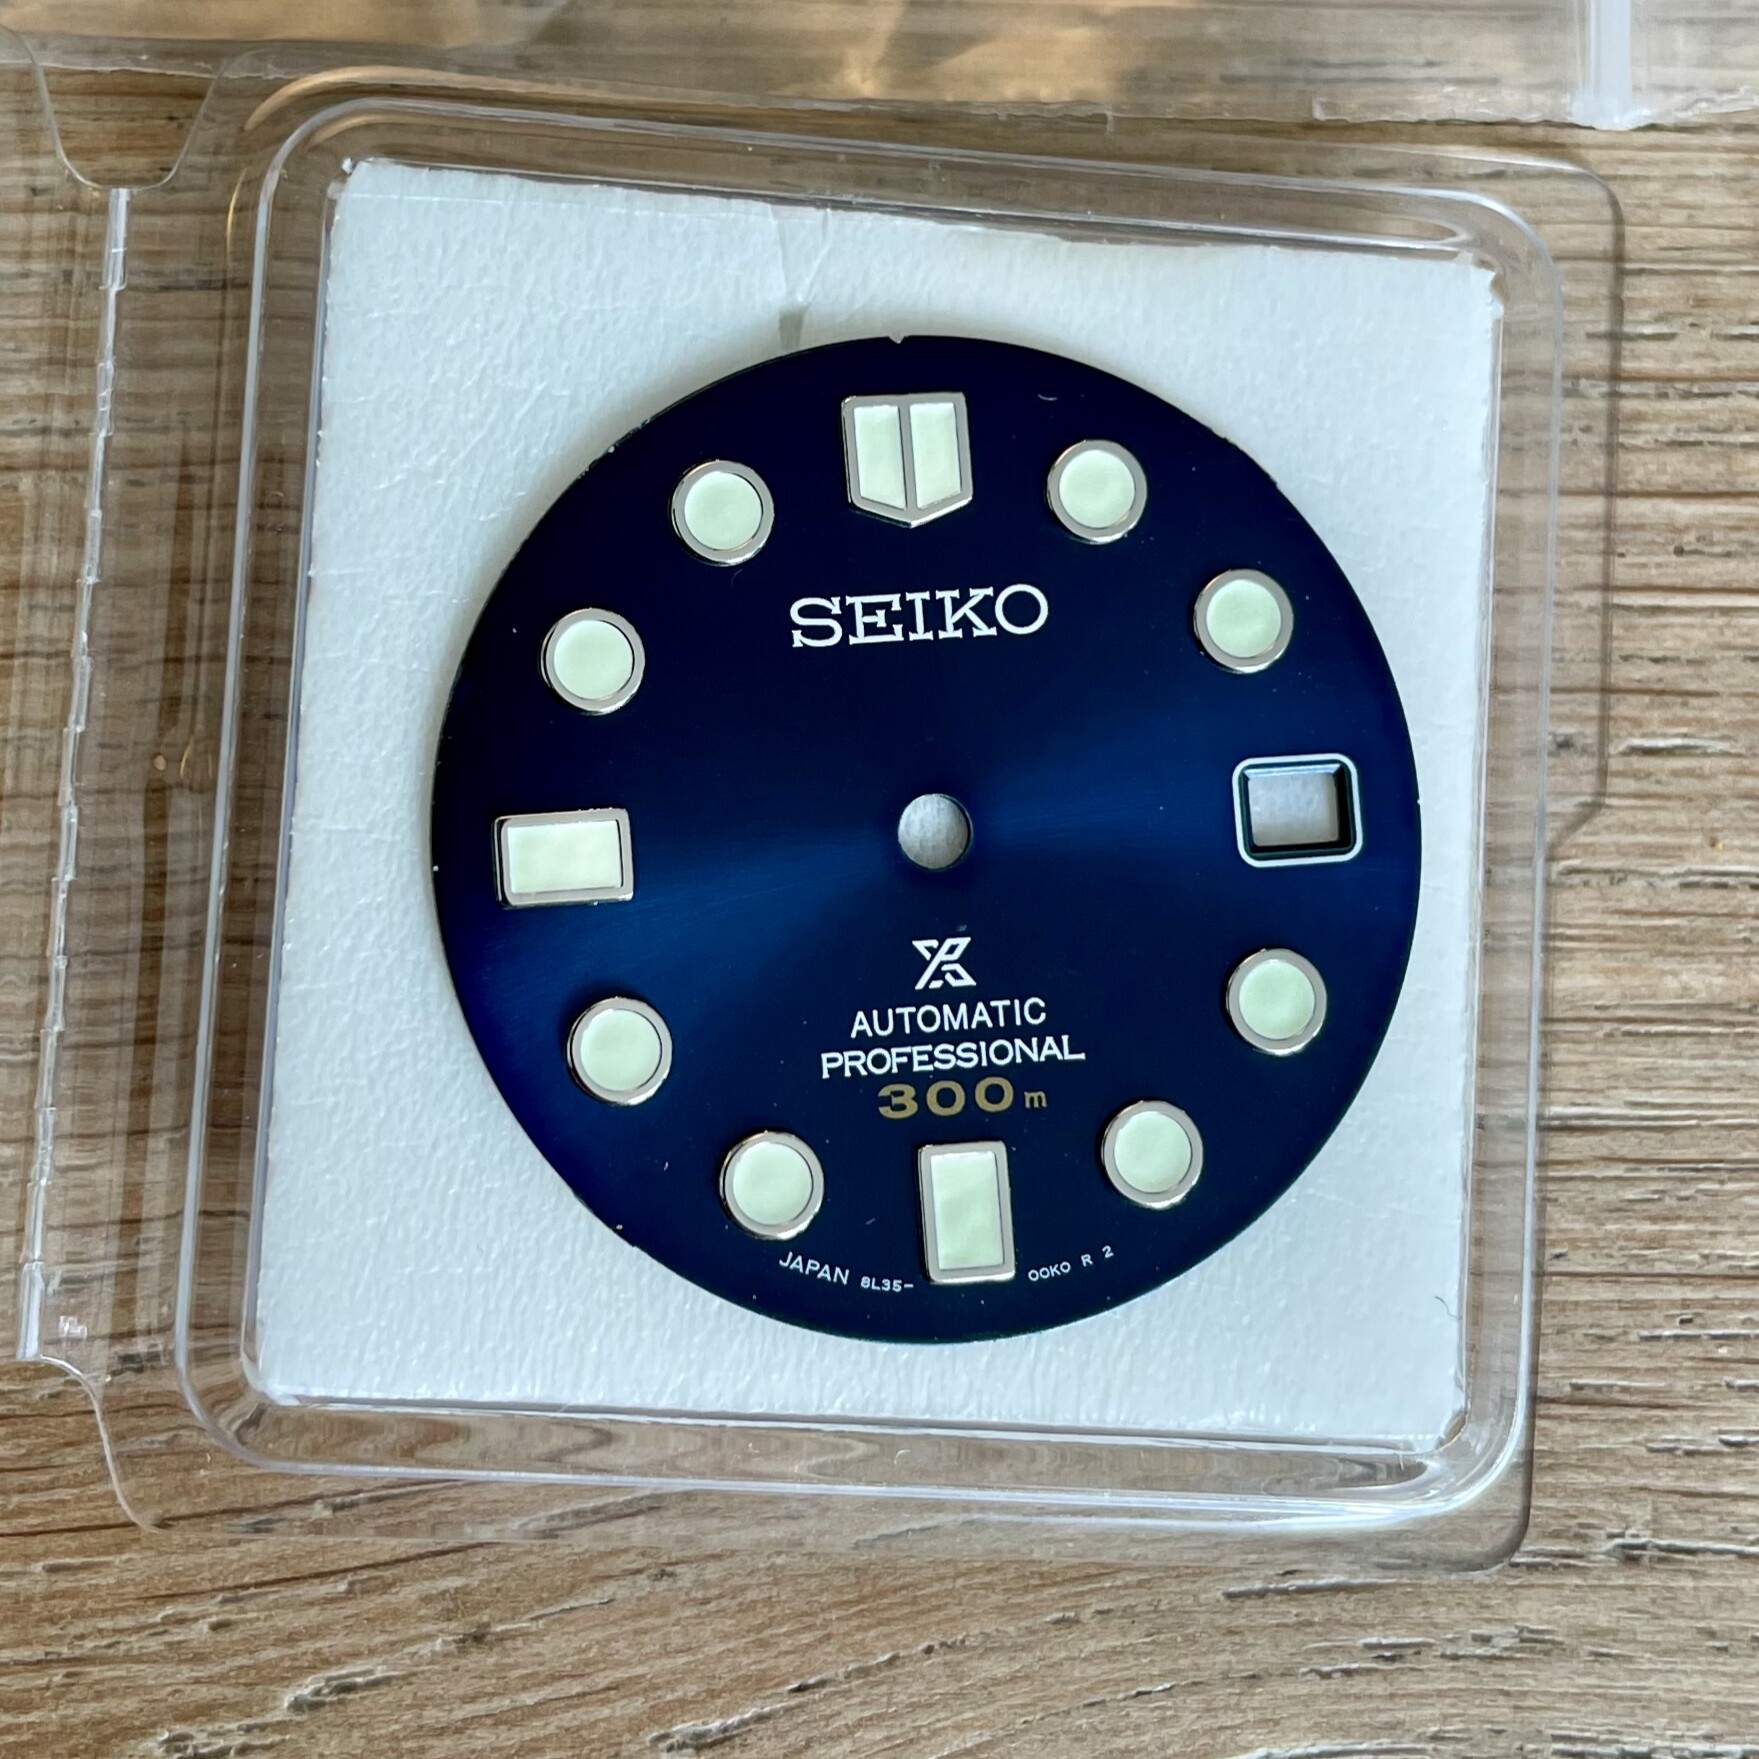 SEIKO
AUTOMATIC
PROFESSIONAL
300m
JAPAN 8L35- 00K0 R 2